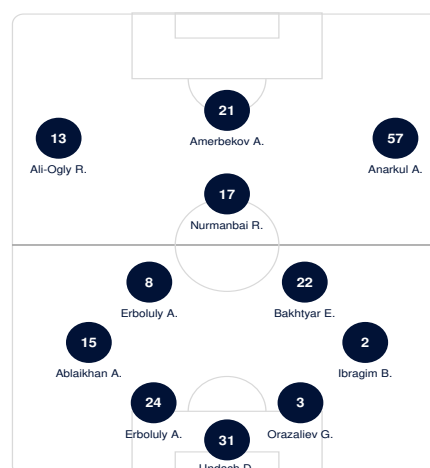 21
Amerbekov A.
13
Ali-Ogly R.
57
Anarkul A.
17
Nurmanbai R.
8
Erboluly A.
22
Bakhtyar E.
15
Ablaikhan A.
2
Ibragim B.
24
Erboluly A.
3
Orazaliev G.
31